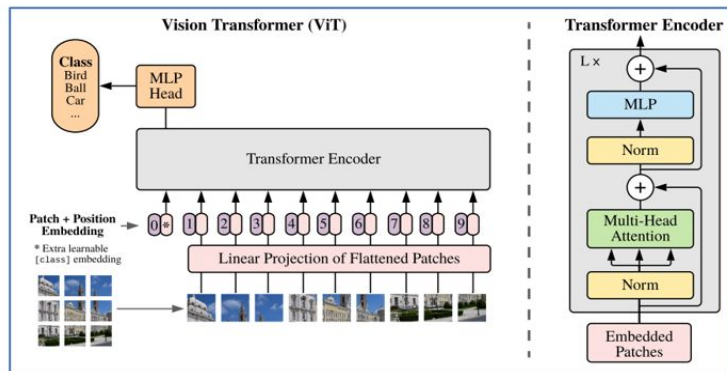 Vision Transformer (ViT)
Class
Bird
Ball
Car
...
MLP
Head
Transformer Encoder
Patch + Position
Embedding
* Extra learnable
[class] embedding
0 *
1
2
3
4
5
6
7
8
9
Linear Projection of Flattened Patches
Transformer Encoder
L x
+
MLP
Norm
+
Multi-Head
Attention
Norm
Embedded
Patches